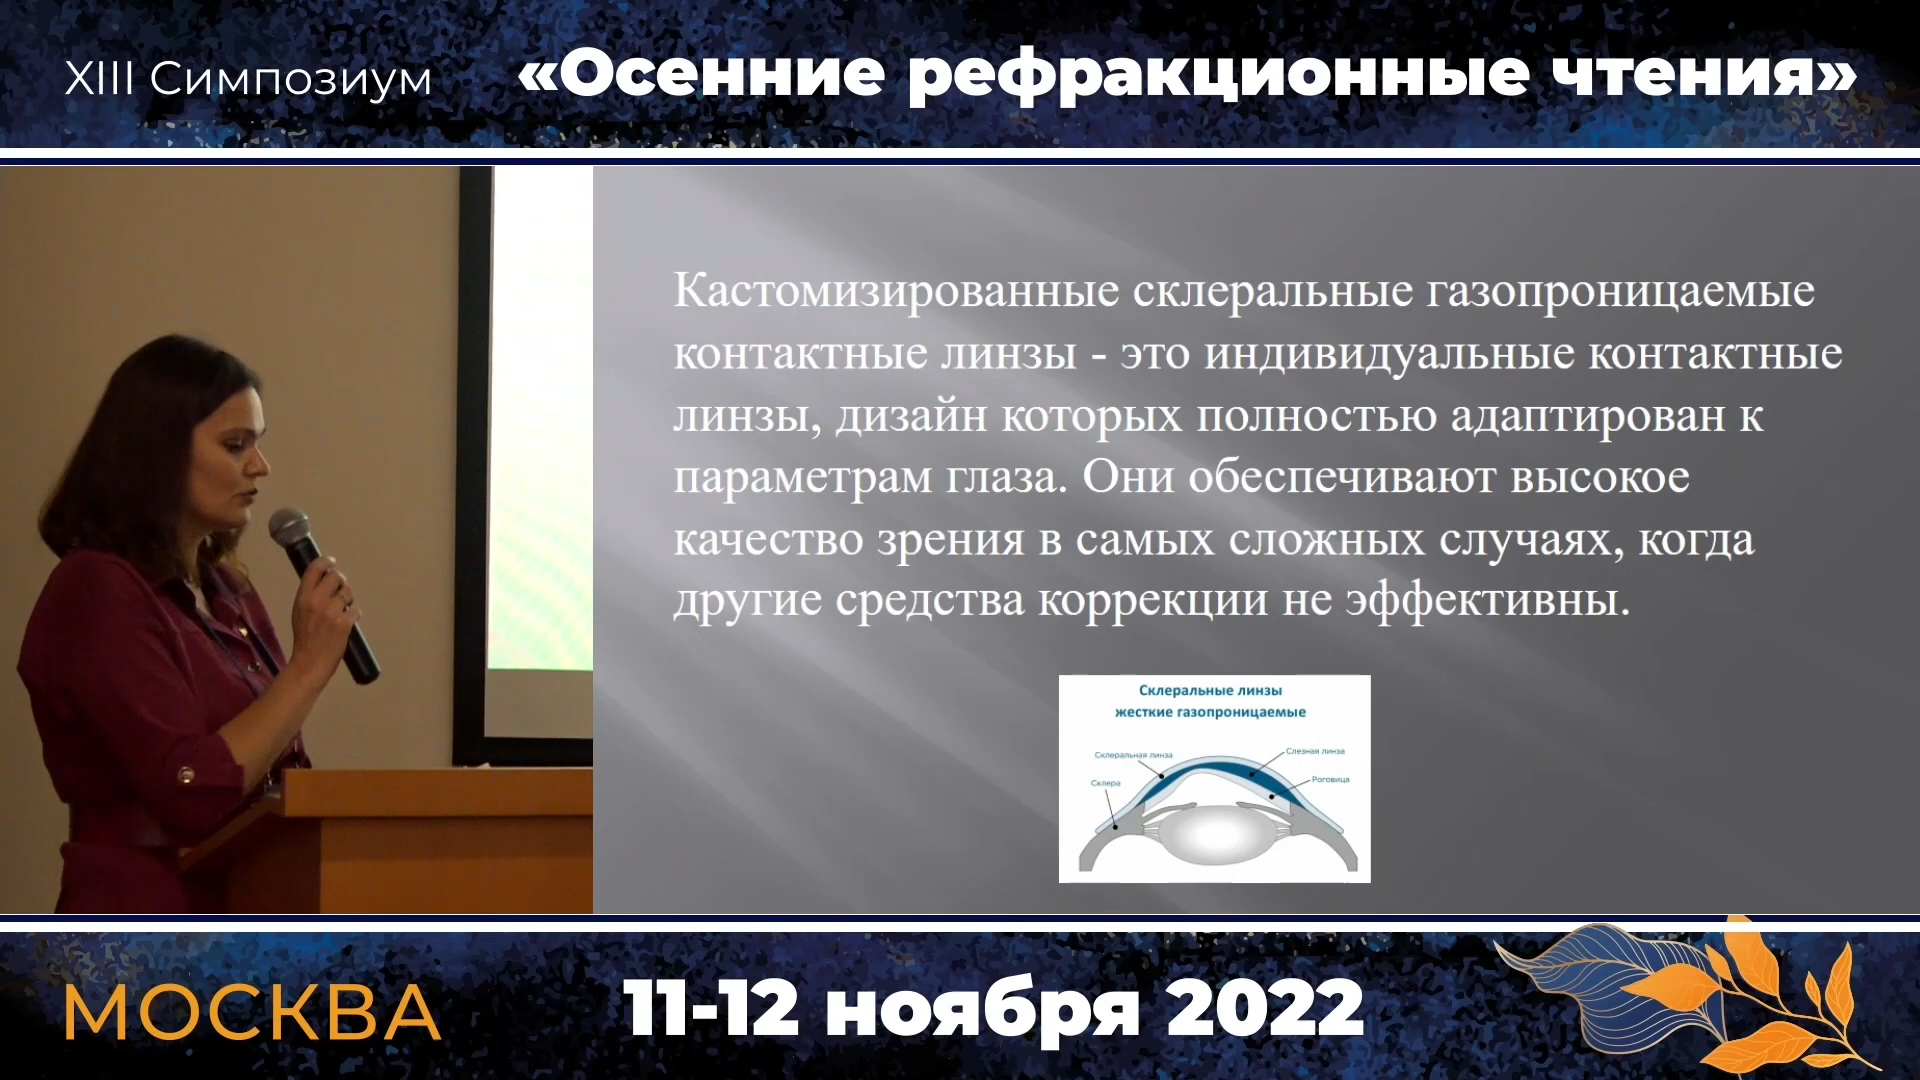 XIII Симпозиум «Осенние рефракционные чтения»
Кастомизированные склеральные газопроницаемые
контактные линзы - это индивидуальные контактные
линзы, дизайн которых полностью адаптирован к
параметрам глаза. Они обеспечивают высокое
качество зрения в самых сложных случаях, когда
другие средства коррекции не эффективны.
Склеральные линзы
жесткие газопроницаемые
Склеральная линза
Слезная линза
Склера
Роговица
МОСКВА
11-12 ноября 2022